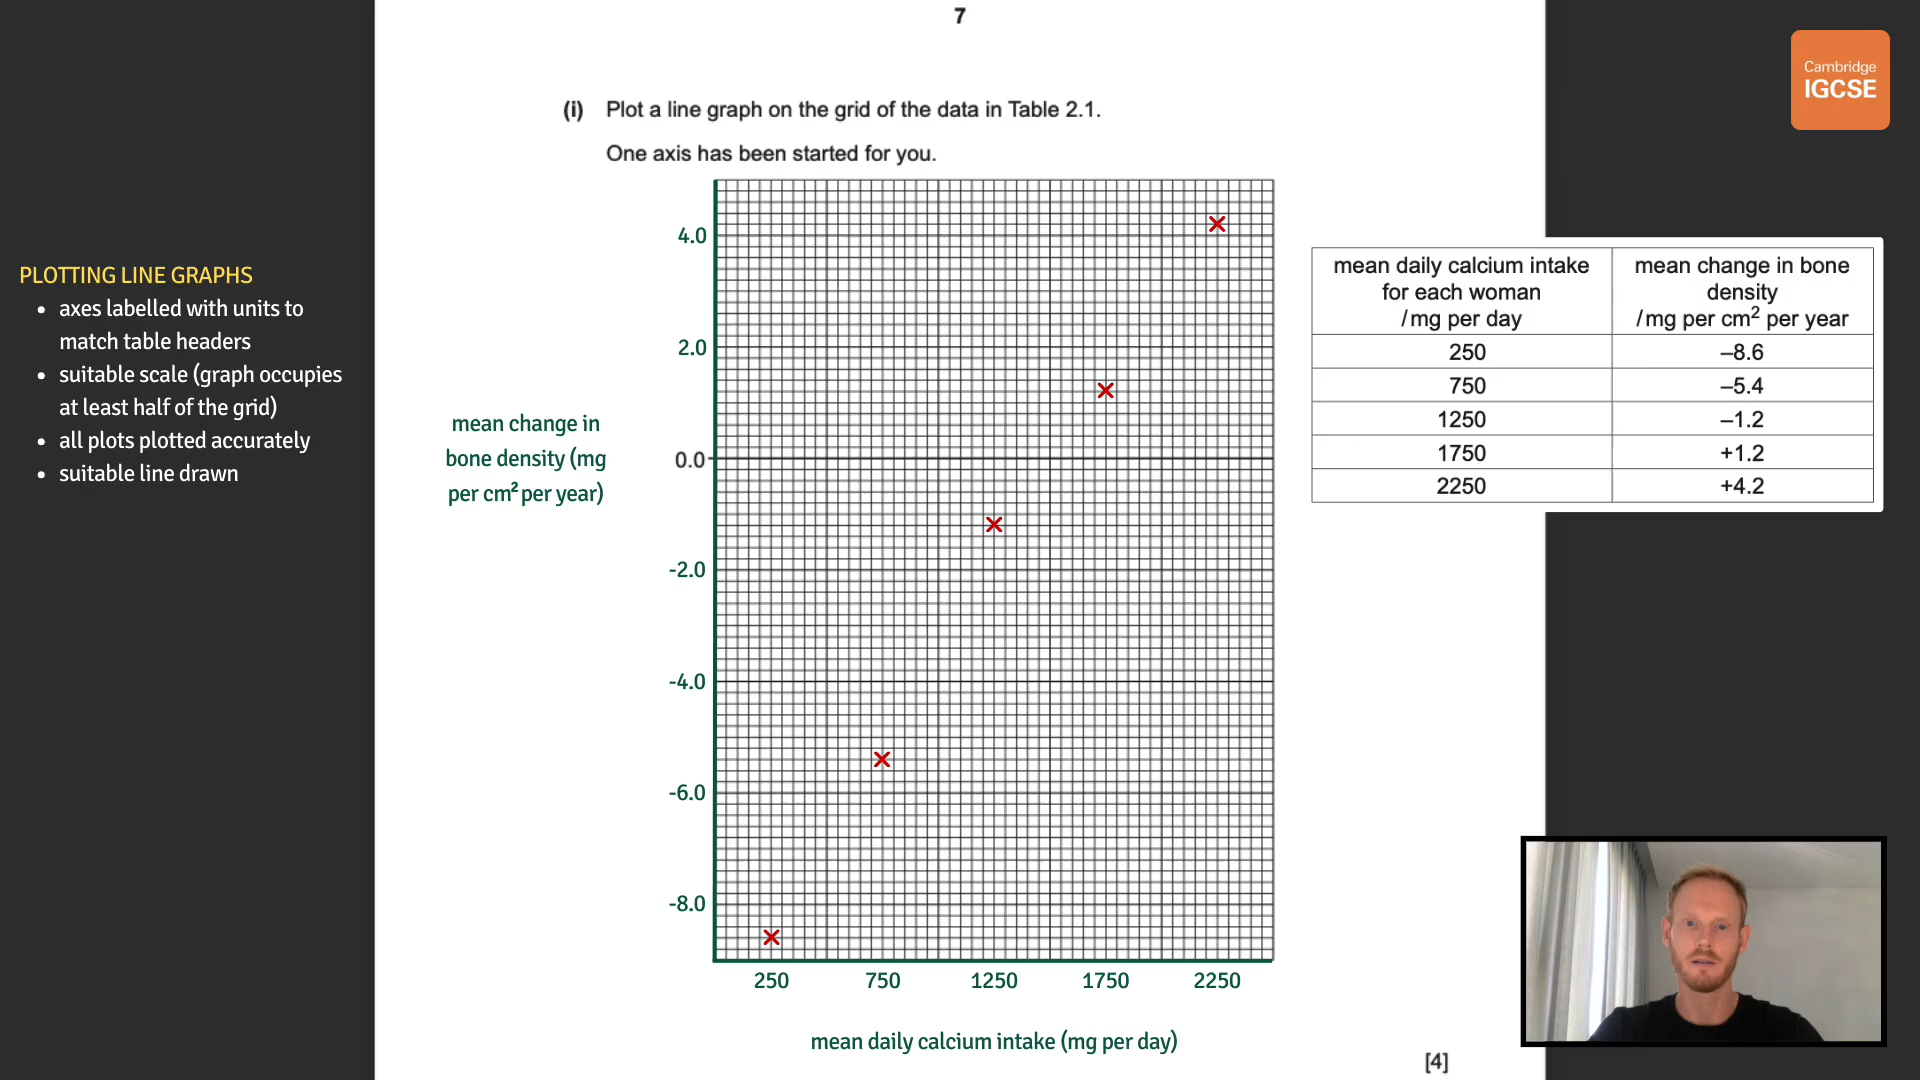 7
Cambridge
IGCSE
(i) Plot a line graph on the grid of the data in Table 2.1.
One axis has been started for you.
PLOTTING LINE GRAPHS
• axes labelled with units to
match table headers
• suitable scale (graph occupies
at least half of the grid)
• all plots plotted accurately
• suitable line drawn
mean change in
bone density (mg
per cm² per year)
4.0
2.0
0.0
-2.0
-4.0
-6.0
-8.0
250 750 1250 1750 2250
mean daily calcium intake (mg per day)
mean daily calcium intake
for each woman
/mg per day
mean change in bone
density
/mg per cm² per year
250 –8.6
750 –5.4
1250 –1.2
1750 +1.2
2250 +4.2
[4]